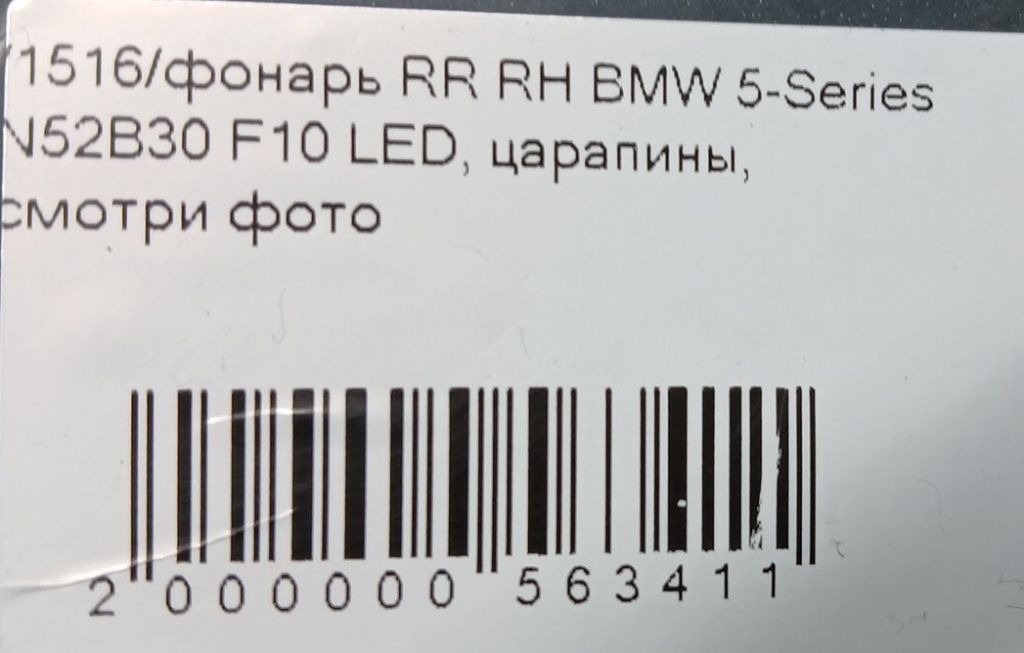 1516/фонарь RR RH BMW 5-Series
N52B30 F10 LED, царапины,
смотри фото
2 000000 563411